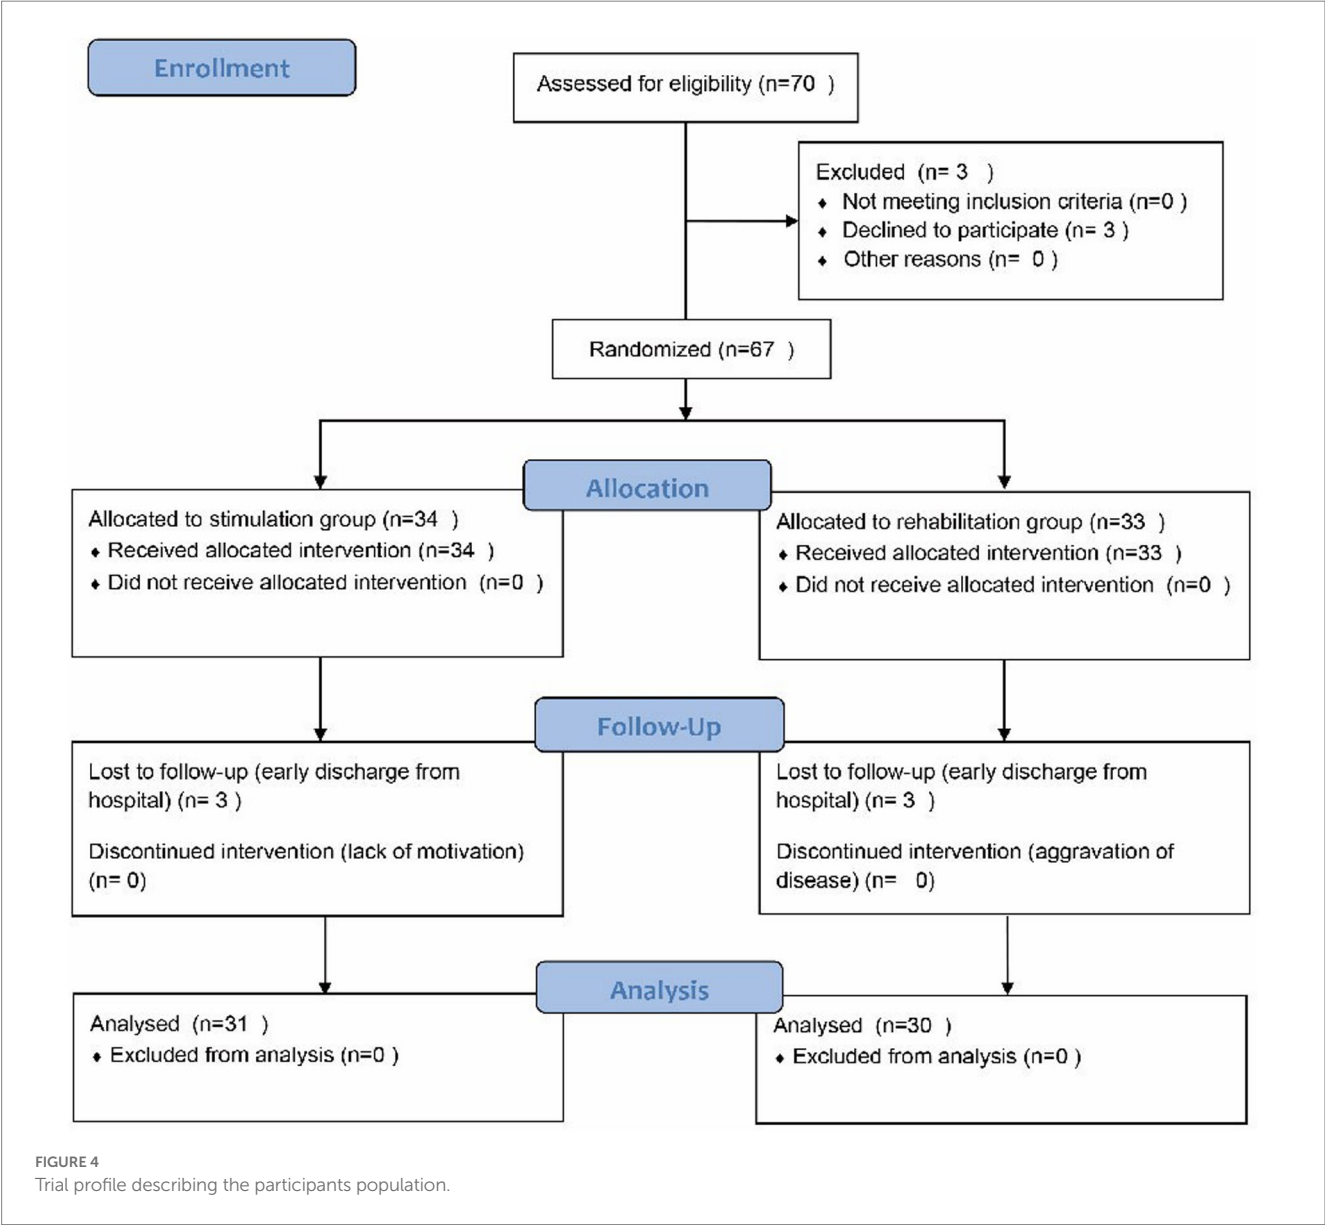 Enrollment
Assessed for eligibility (n=70 )
Excluded (n= 3 )
♦ Not meeting inclusion criteria (n=0 )
♦ Declined to participate (n= 3 )
♦ Other reasons (n= 0 )
Randomized (n=67 )
Allocation
Allocated to stimulation group (n=34 )
♦ Received allocated intervention (n=34 )
♦ Did not receive allocated intervention (n=0 )
Allocated to rehabilitation group (n=33 )
♦ Received allocated intervention (n=33 )
♦ Did not receive allocated intervention (n=0 )
Follow-Up
Lost to follow-up (early discharge from
hospital) (n= 3 )
Discontinued intervention (lack of motivation)
(n= 0)
Lost to follow-up (early discharge from
hospital) (n= 3 )
Discontinued intervention (aggravation of
disease) (n= 0)
Analysis
Analysed (n=31 )
♦ Excluded from analysis (n=0 )
Analysed (n=30 )
♦ Excluded from analysis (n=0 )
FIGURE 4
Trial profile describing the participants population.